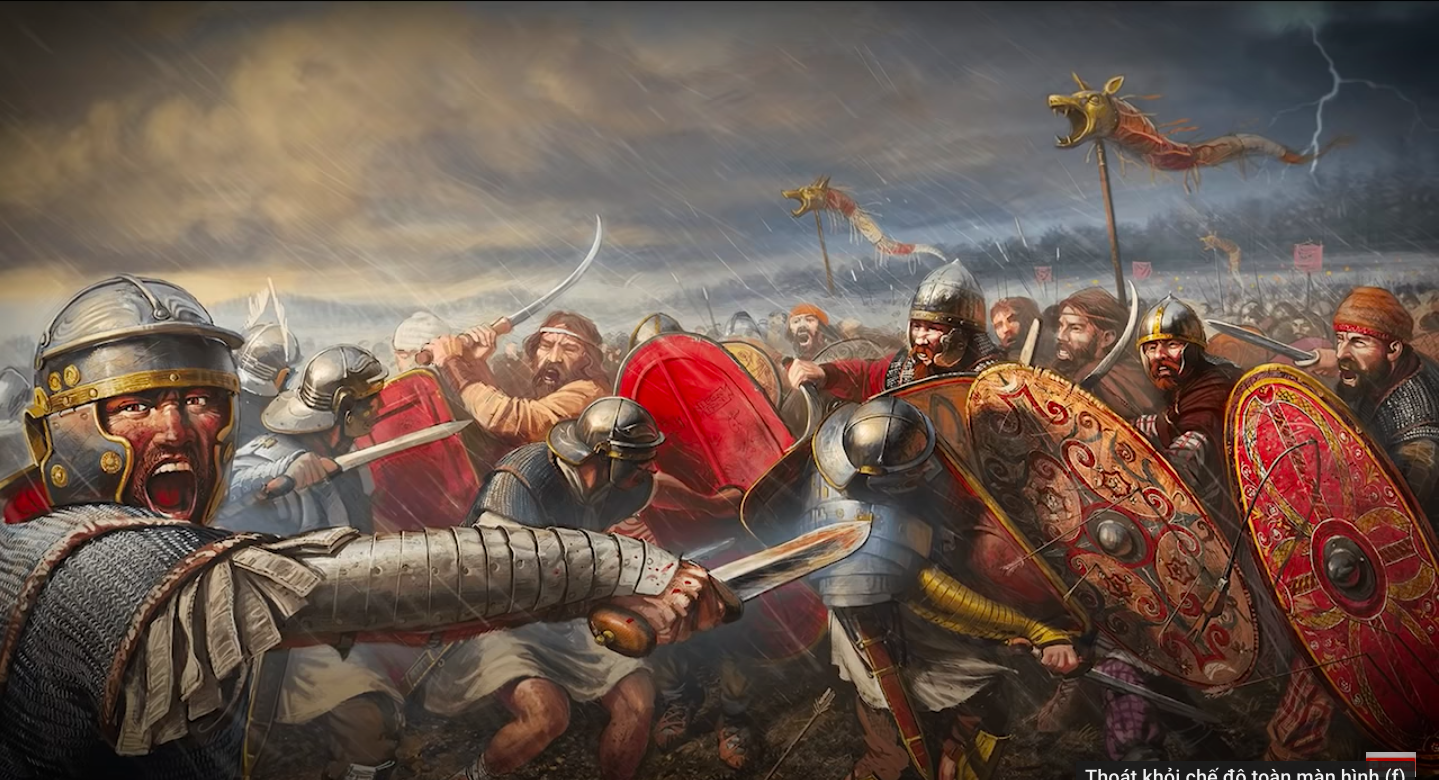 Thoát khỏi chế độ toàn màn hình (f)